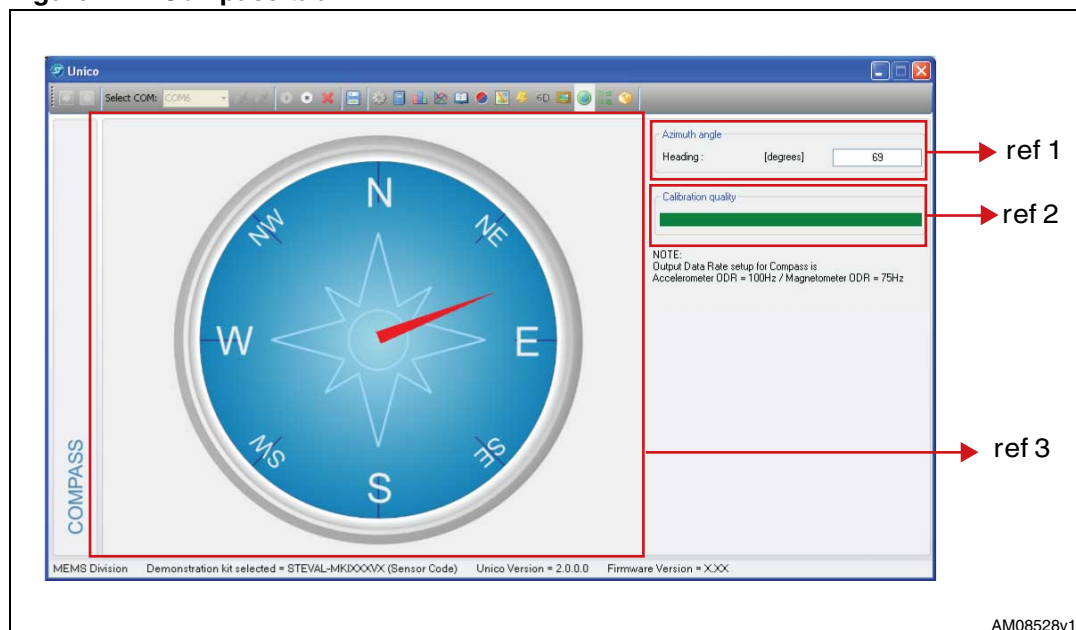 Unico
Select COM: COM6
6D
Azimuth angle
Heading : [degrees] 69
ref 1
Calibration quality
ref 2
NOTE:
Output Data Rate setup for Compass is
Accelerometer ODR = 100Hz / Magnetometer ODR = 75Hz
N
NW
NE
W
E
SW
SE
S
ref 3
COMPASS
MEMS Division Demonstration kit selected = STEVAL-MKIXXXVX (Sensor Code) Unico Version = 2.0.0.0 Firmware Version = X.XX
AM08528v1